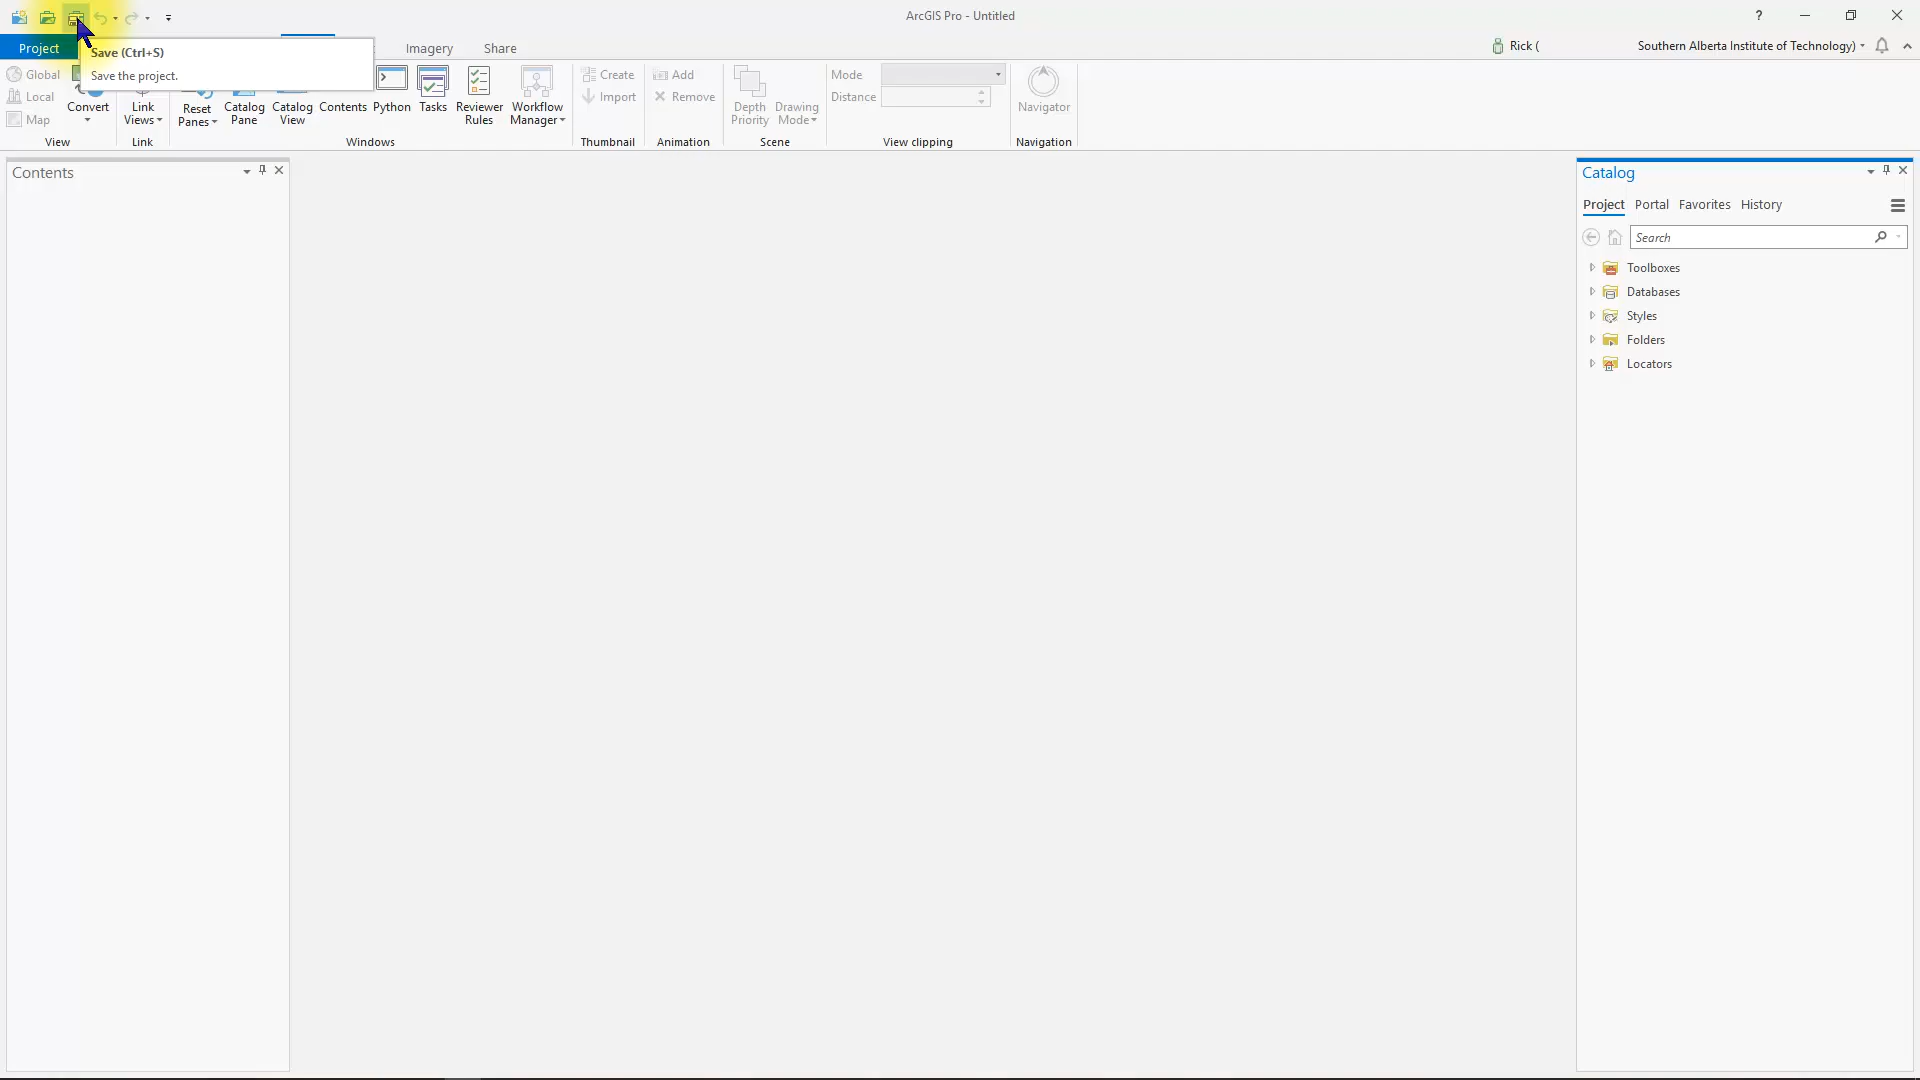 ArcGIS Pro - Untitled
?
Project
Imagery
Share
Rick (
Southern Alberta Institute of Technology)
Save (Ctrl+S)
Save the project.
Global
Local
Map
Convert
Link
Views
Reset
Panes
Catalog
Pane
Catalog
View
Contents
Python
Tasks
Reviewer
Rules
Workflow
Manager
Create
Import
Add
Remove
Depth
Priority
Drawing
Mode
Mode
Distance
Navigator
View
Link
Windows
Thumbnail
Animation
Scene
View clipping
Navigation
Contents
Catalog
Project Portal Favorites History
Search
Toolboxes
Databases
Styles
Folders
Locators